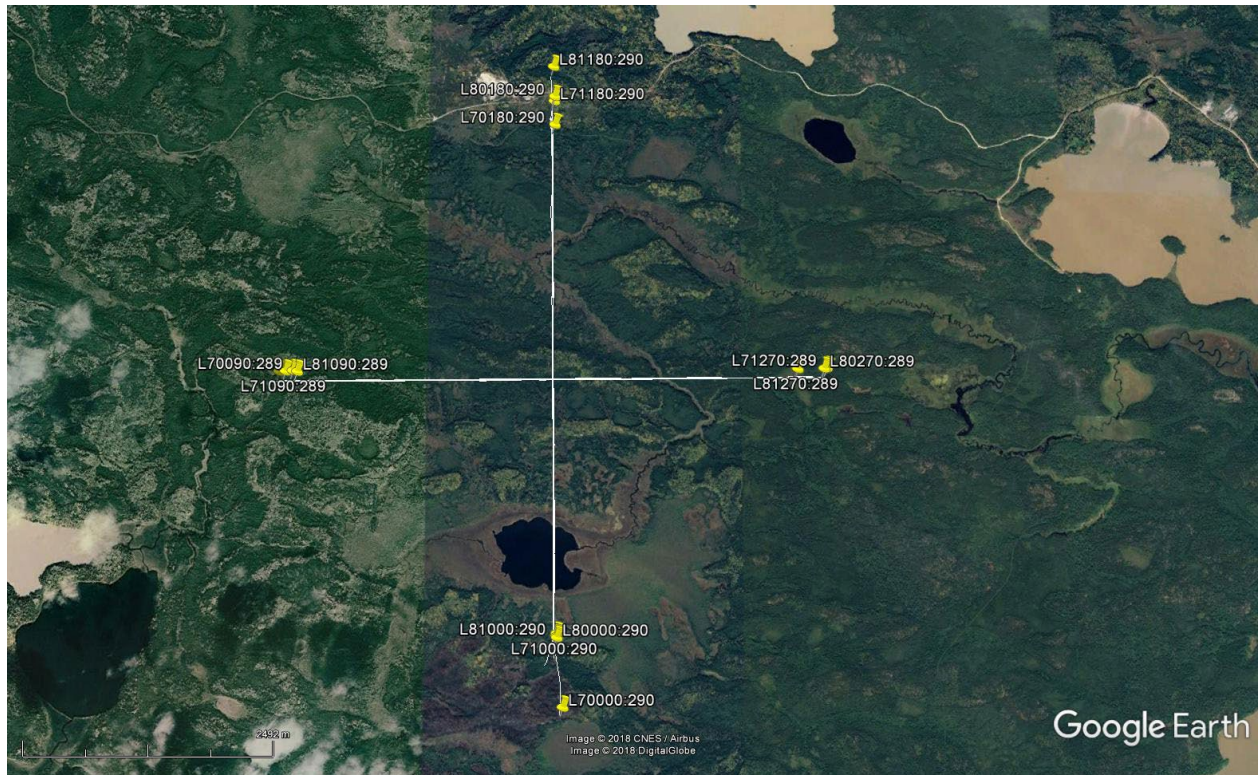 L81180:290
L80180-290
L71180:290
L70180:290
L70090:289
L81090:289
L71090:289
L71270:289
L80270:289
L81270:289
L81000:290
L80000:290
L71000:290
L70000:290
2492 m
Image © 2018 CNES / Airbus
Image © 2018 DigitalGlobe
Google Earth